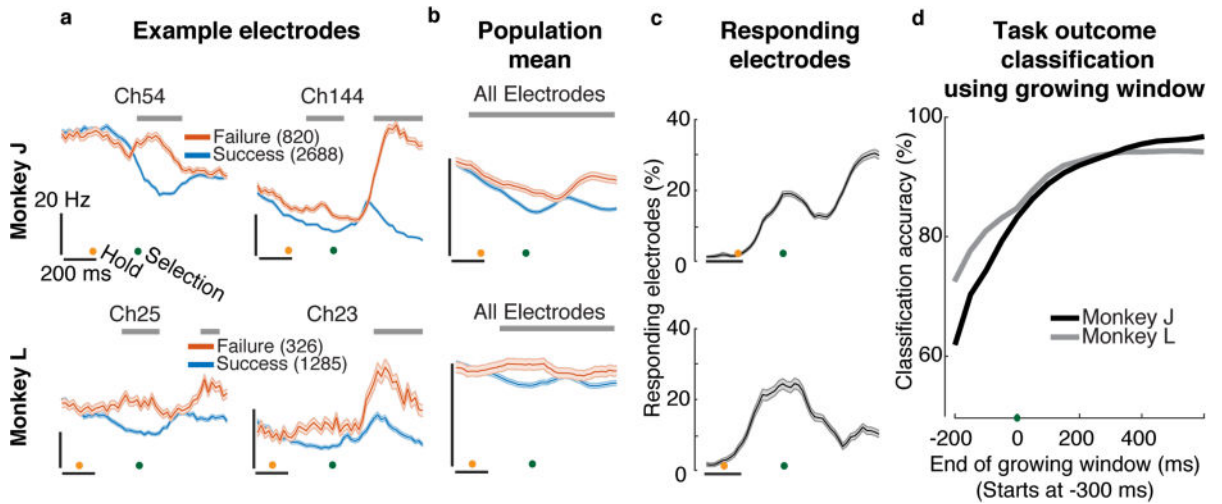 a
Example electrodes
b
Population
mean
c
Responding
electrodes
d
Task outcome
classification
using growing window
Monkey J
Ch54
Ch144
Failure (820)
Success (2688)
20 Hz
200 ms
Hold
Selection
All Electrodes
Monkey L
Ch25
Ch23
Failure (326)
Success (1285)
All Electrodes
Responding electrodes (%)
40
20
0
40
20
0
Classification accuracy (%)
100
80
60
Monkey J
Monkey L
-200 0 200 400
End of growing window (ms)
(Starts at -300 ms)